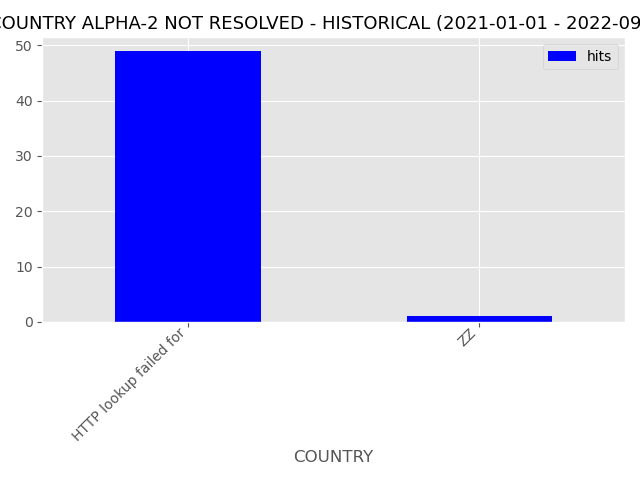 COUNTRY ALPHA-2 NOT RESOLVED - HISTORICAL (2021-01-01 - 2022-09
hits
50
40
30
20
10
0
HTTP lookup failed for
ZZ
COUNTRY